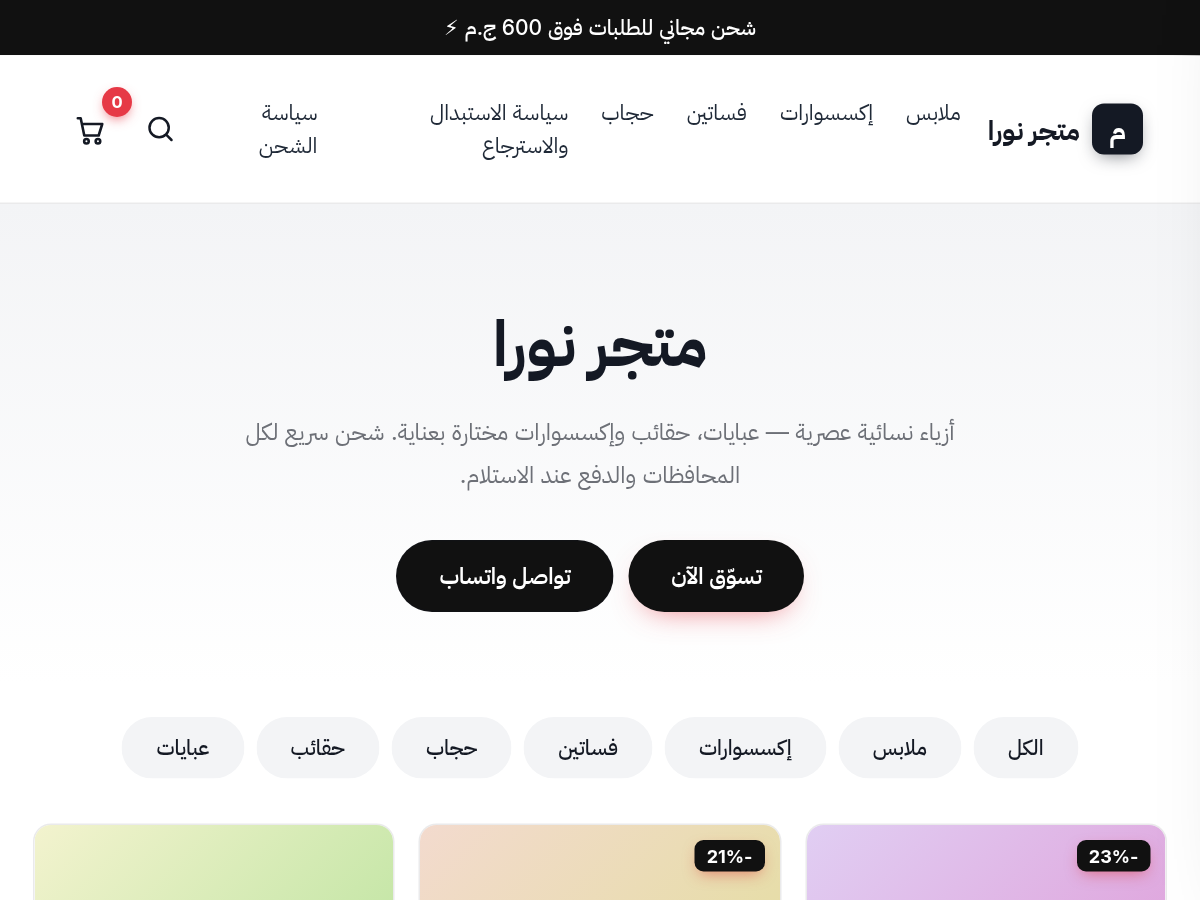 شحن مجاني للطلبات فوق 600 ج.م ⚡
م
متجر نورا
ملابس
إكسسوارات
فساتين
حجاب
سياسة الاستبدال
والاسترجاع
سياسة
الشحن
0
متجر نورا
أزياء نسائية عصرية — عبايات، حقائب وإكسسوارات مختارة بعناية. شحن سريع لكل
المحافظات والدفع عند الاستلام.
تسوّق الآن
تواصل واتساب
الكل
ملابس
إكسسوارات
فساتين
حجاب
حقائب
عبايات
23%-
21%-